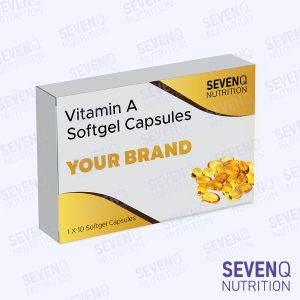 SEVENQ
NUTRITION
Vitamin A
Softgel Capsules
YOUR BRAND
1 X 10 Softgel Capsules
SEVENQ
NUTRITION